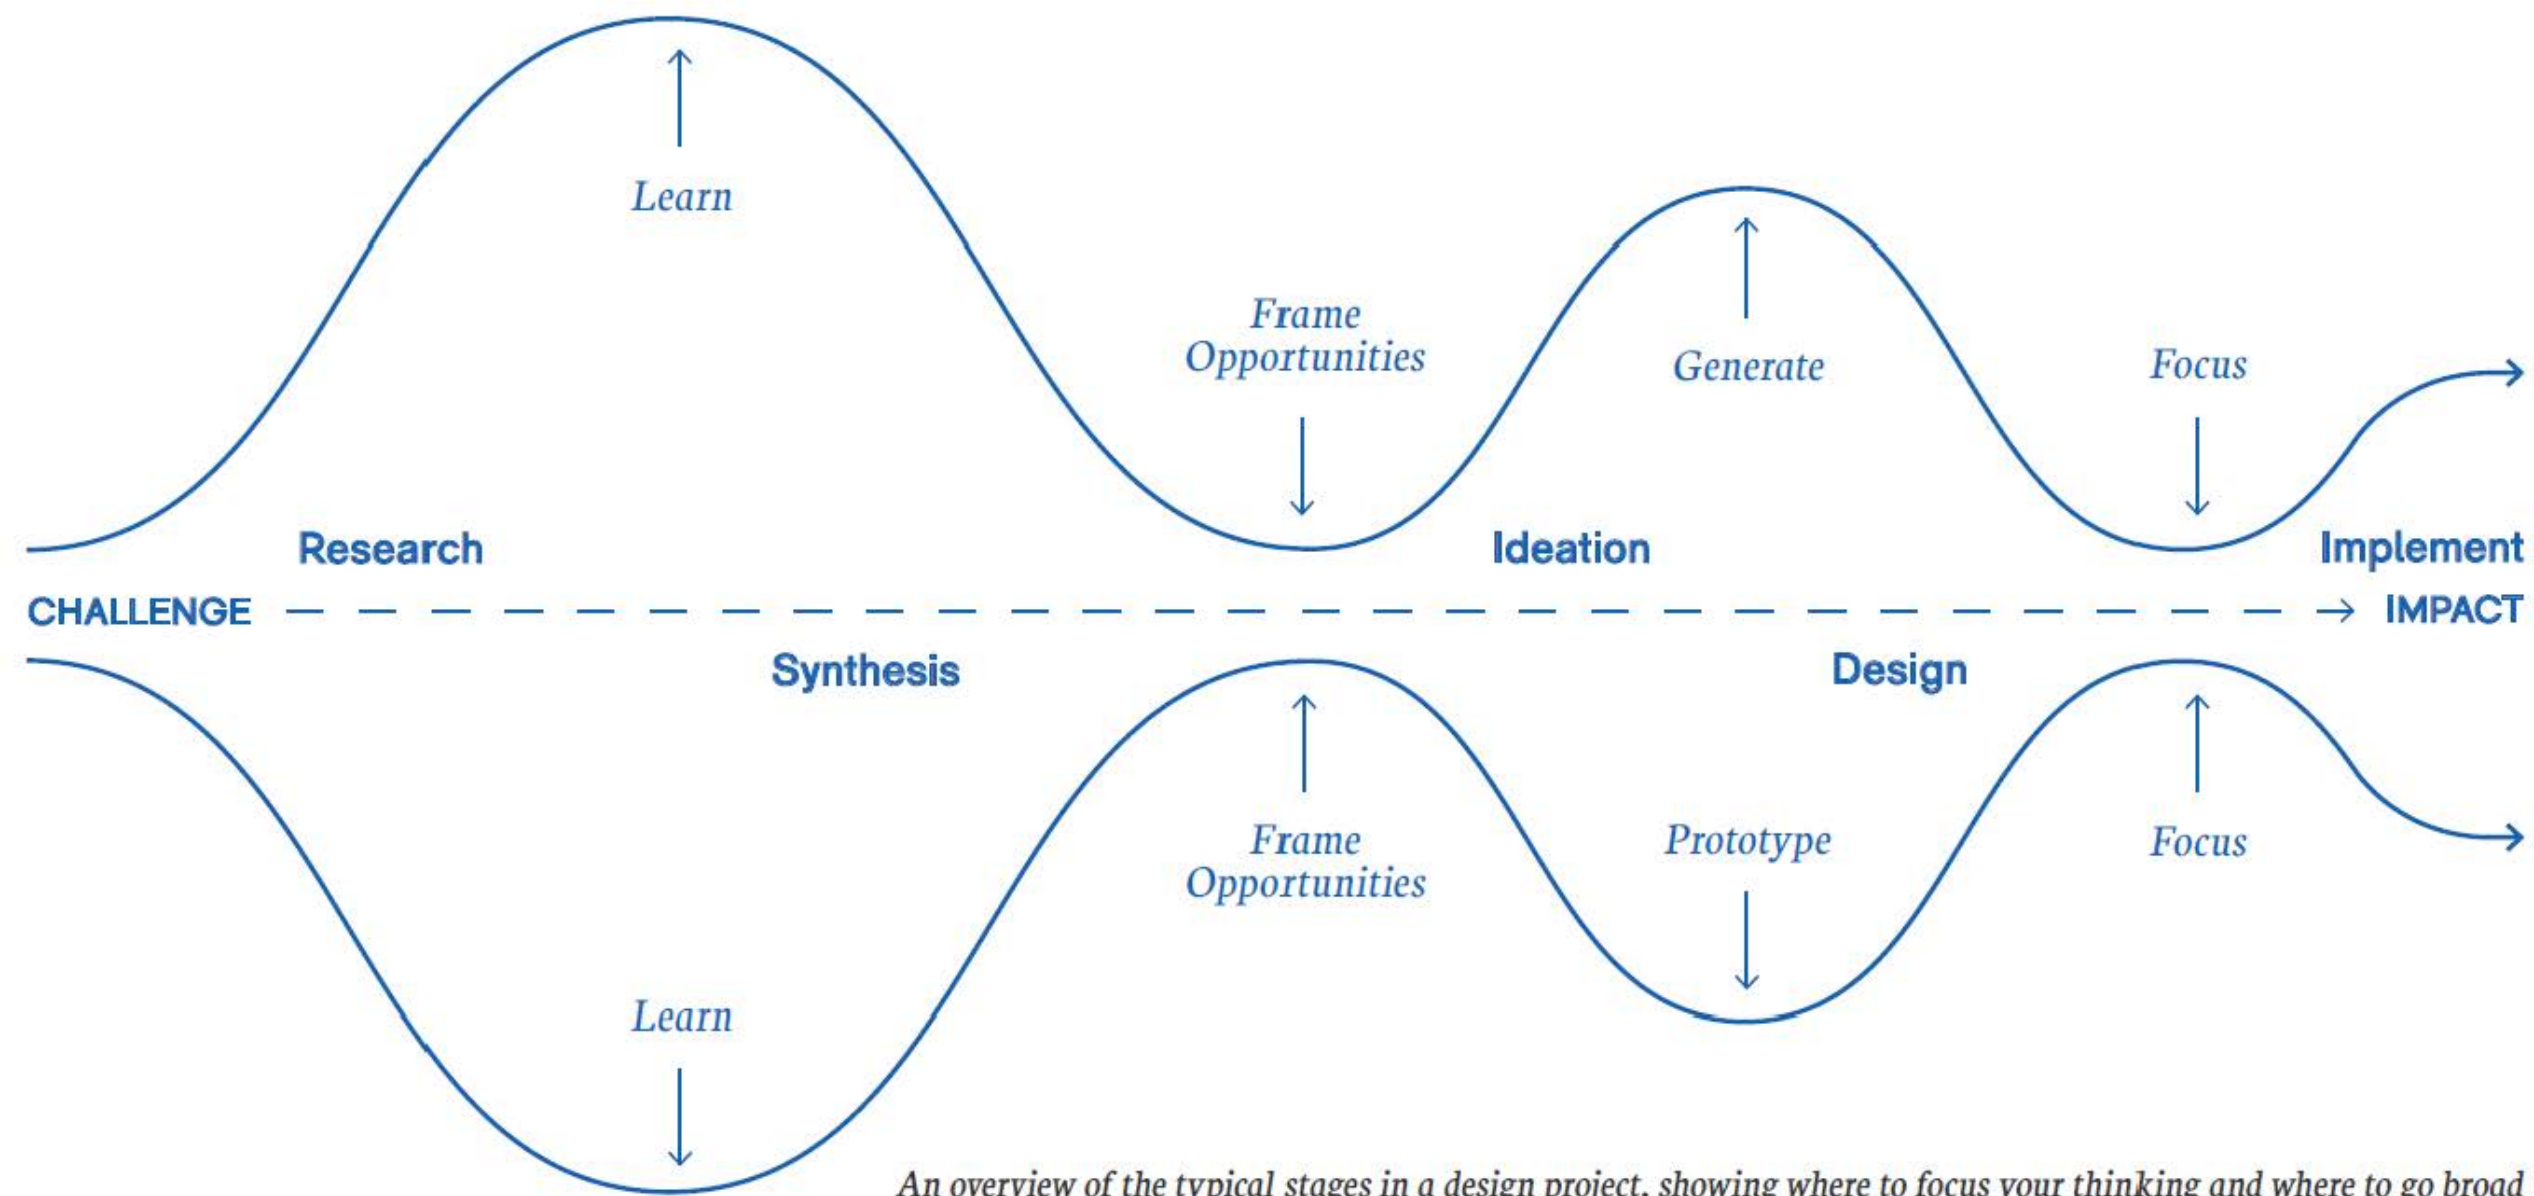 Learn
Frame
Opportunities
Generate
Focus
Research
Ideation
Implement
CHALLENGE
IMPACT
Synthesis
Design
Frame
Opportunities
Prototype
Focus
Learn
An overview of the typical stages in a design project, showing where to focus your thinking and where to go broad